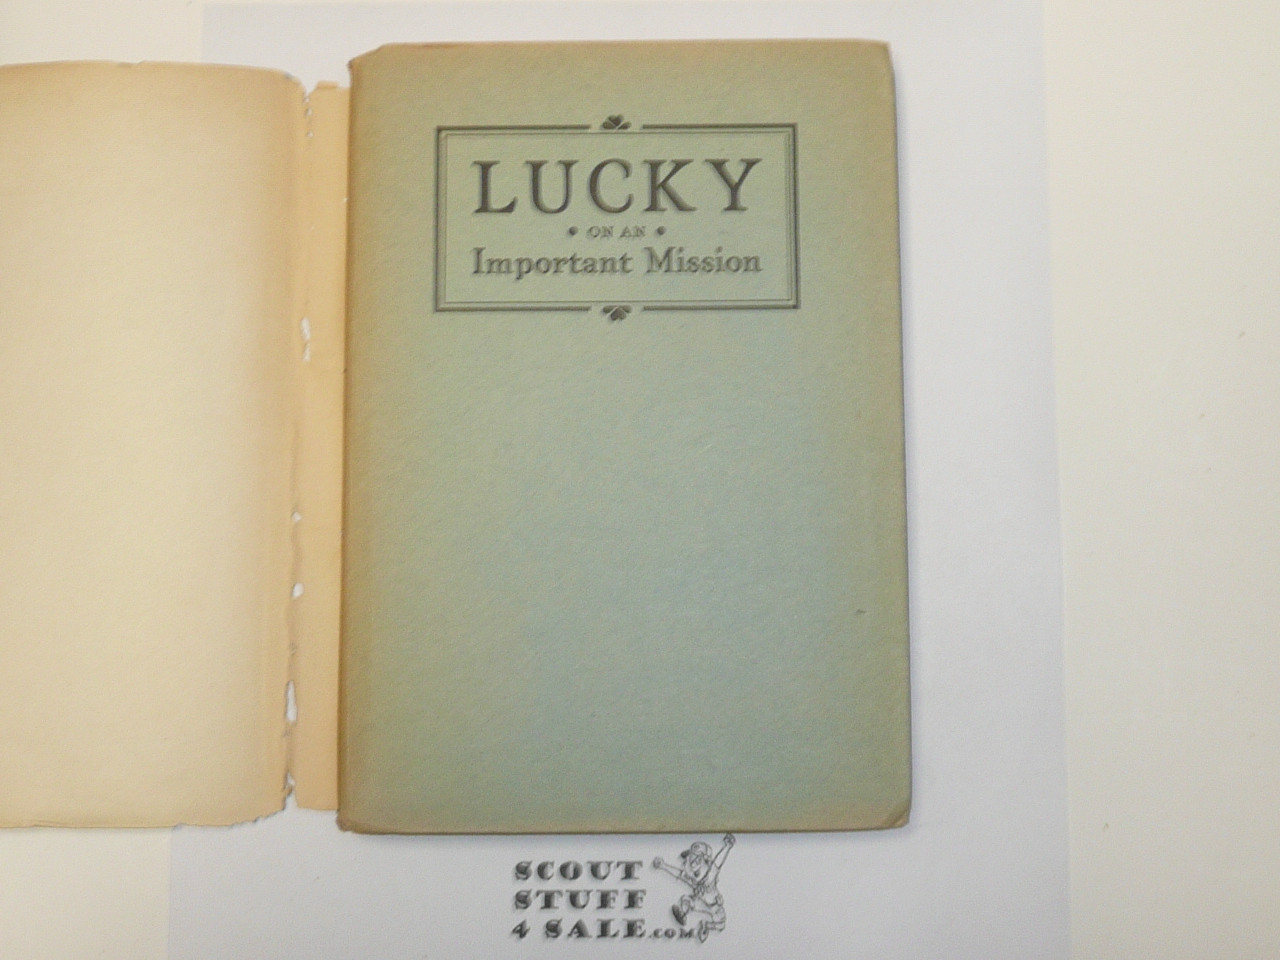 LUCKY
• ON AN •
Important Mission
SCOUT
STUFF
4 SALE.COM